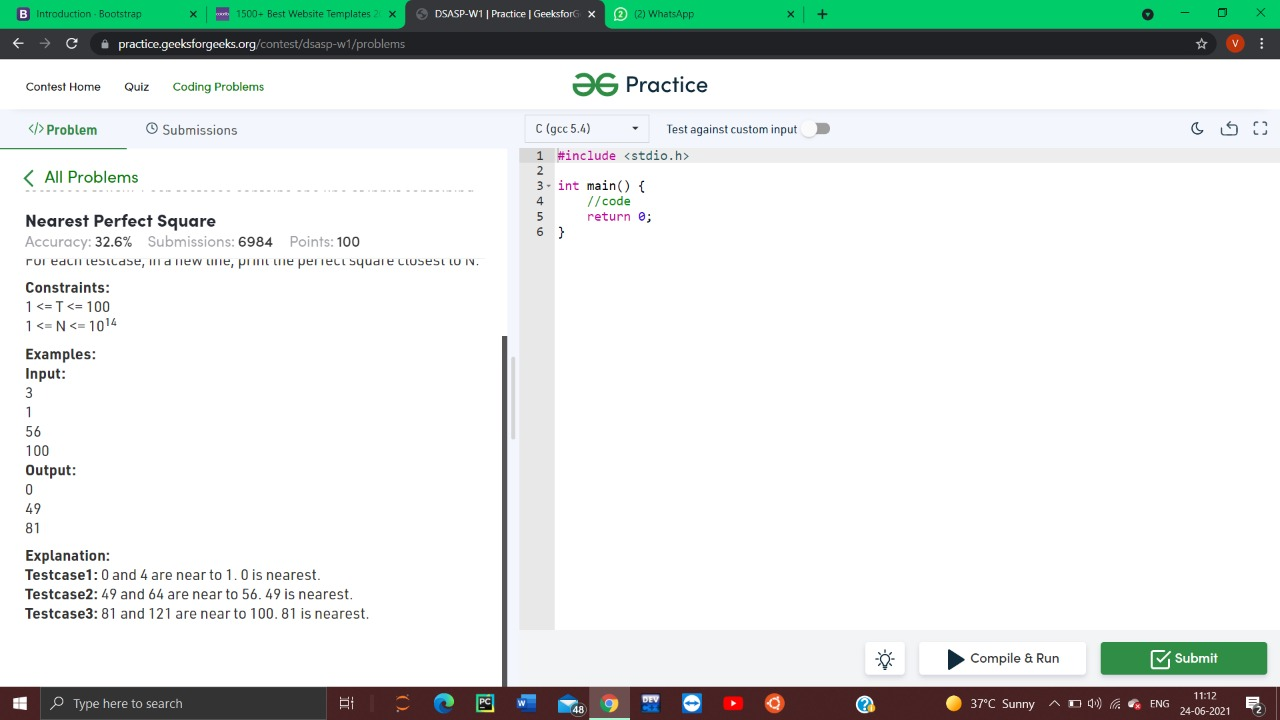 Introduction · Bootstrap
1500+ Best Website Templates 2
DSASP-W1 | Practice | GeeksforG
(2) WhatsApp
practice.geeksforgeeks.org/contest/dsasp-w1/problems
V
Contest Home Quiz Coding Problems
Practice
</> Problem Submissions
C (gcc 5.4) Test against custom input
All Problems
Nearest Perfect Square
Accuracy: 32.6% Submissions: 6984 Points: 100
For each testcase, in a new line, print the perfect square closest to N.
Constraints:
1 <= T <= 100
1 <= N <= 10^14
Examples:
Input:
3
1
56
100
Output:
0
49
81
Explanation:
Testcase1: 0 and 4 are near to 1. 0 is nearest.
Testcase2: 49 and 64 are near to 56. 49 is nearest.
Testcase3: 81 and 121 are near to 100. 81 is nearest.
1 #include <stdio.h>
2
3 int main() {
4 //code
5 return 0;
6 }
Compile & Run
Submit
Type here to search
PC
W
48
DEV
37°C Sunny
ENG
11:12
24-06-2021
2